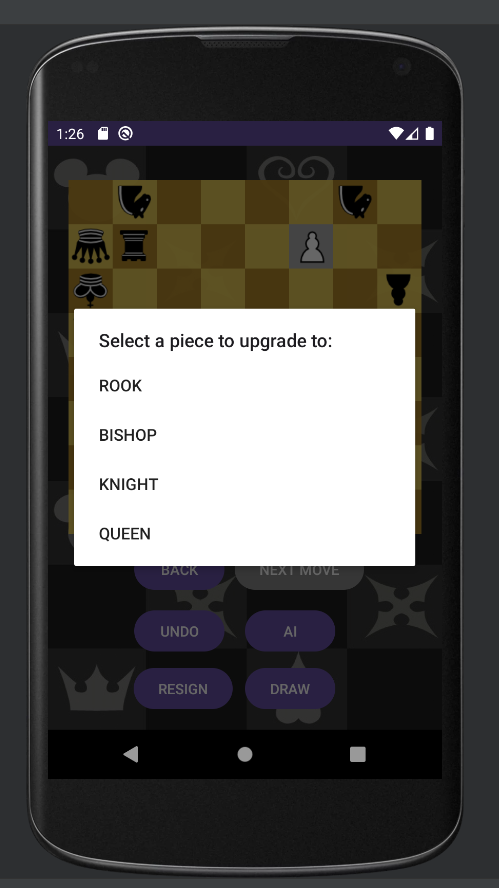 1:26
Select a piece to upgrade to:
ROOK
BISHOP
KNIGHT
QUEEN
BACK NEXT MOVE
UNDO AI
RESIGN DRAW